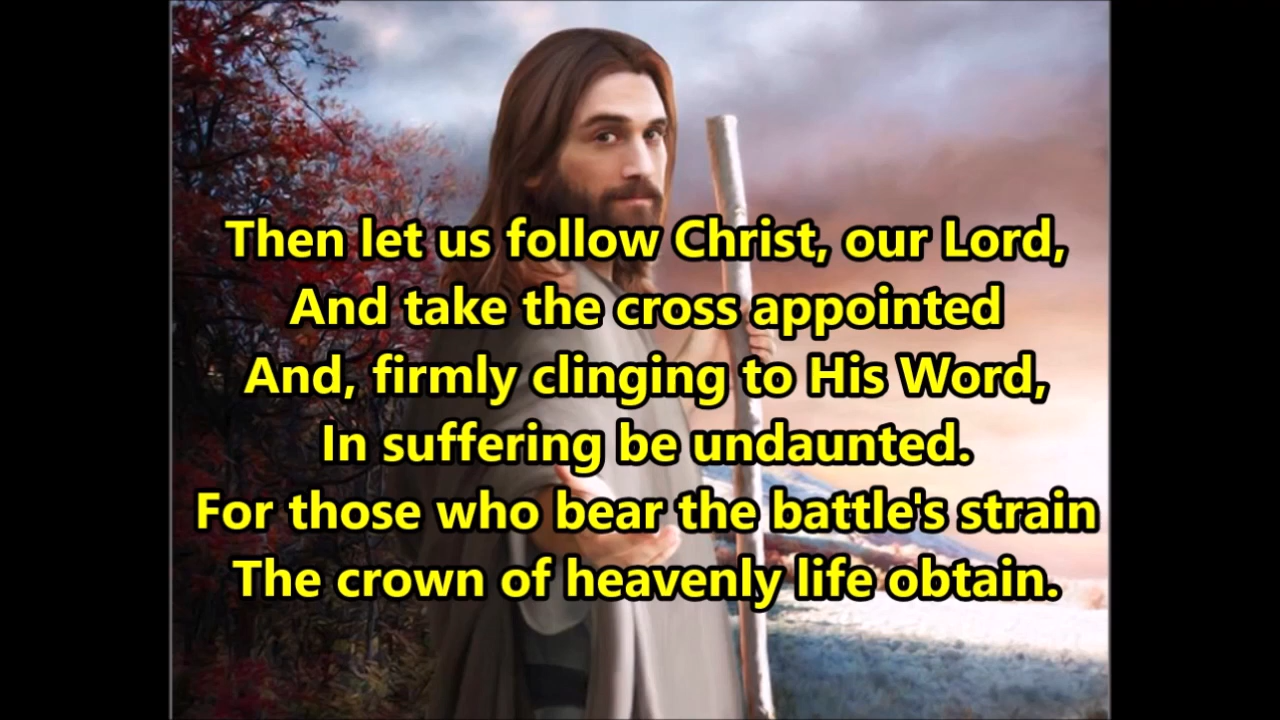 Then let us follow Christ, our Lord,
And take the cross appointed
And, firmly clinging to His Word,
In suffering be undaunted.
For those who bear the battle's strain
The crown of heavenly life obtain.